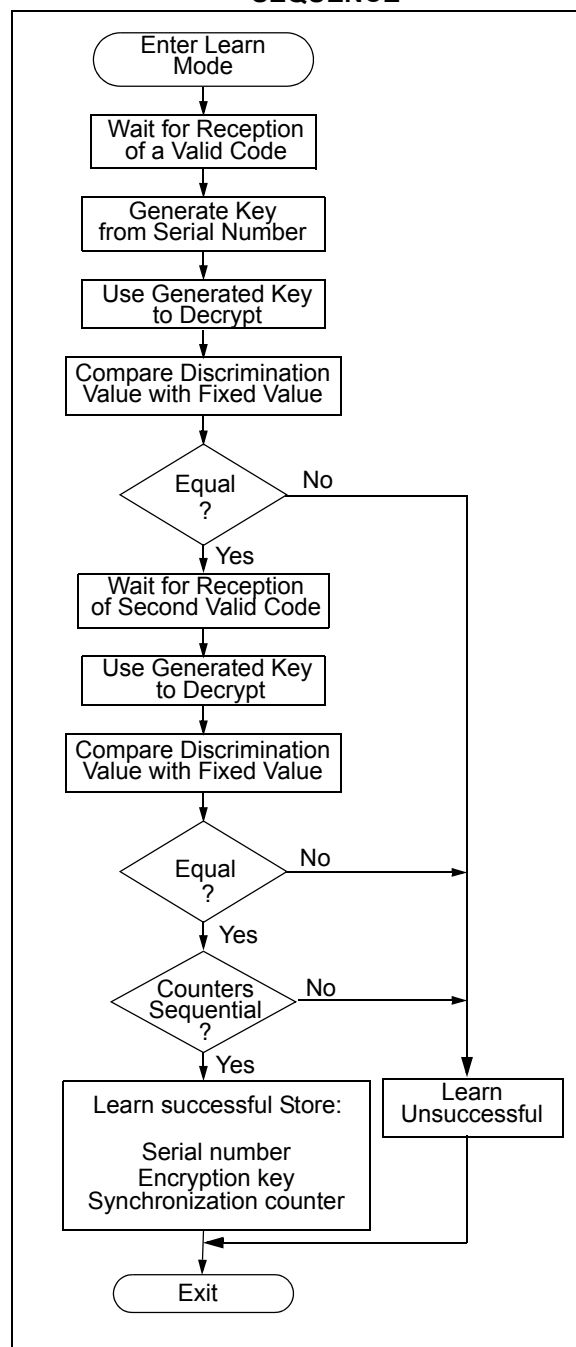 SEQUENCE
Enter Learn
Mode
Wait for Reception
of a Valid Code
Generate Key
from Serial Number
Use Generated Key
to Decrypt
Compare Discrimination
Value with Fixed Value
Equal
?
No
Yes
Wait for Reception
of Second Valid Code
Use Generated Key
to Decrypt
Compare Discrimination
Value with Fixed Value
Equal
?
No
Yes
Counters
Sequential
?
No
Yes
Learn successful Store:
Serial number
Encryption key
Synchronization counter
Learn
Unsuccessful
Exit